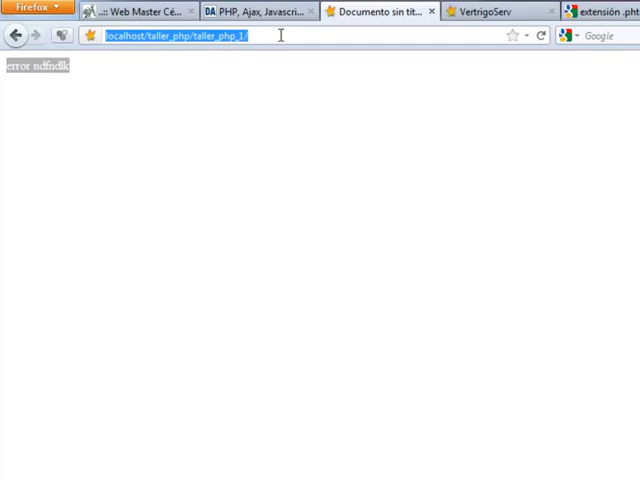 Firefox
..:: Web Master Cé...
DA PHP, Ajax, Javascri...
Documento sin tít...
VertrigoServ
extensión .pht
localhost/taller_php/taller_php_1/
Google
error ndfndlk